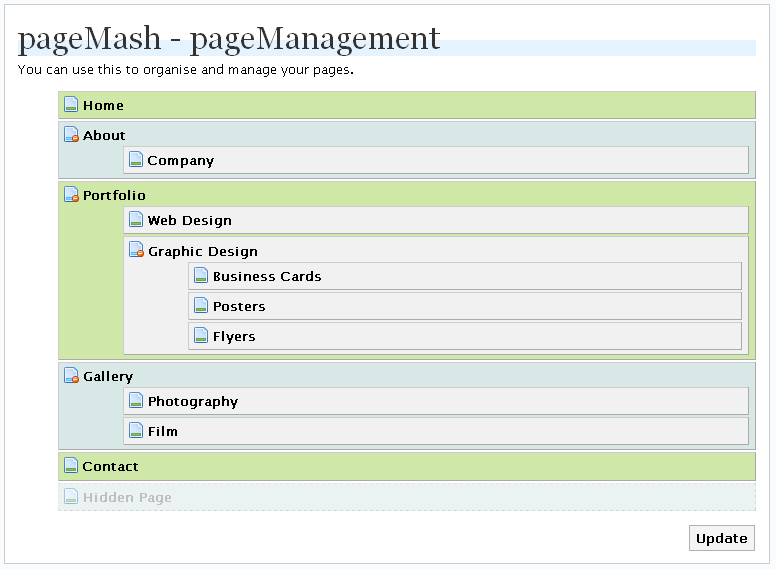 pageMash - pageManagement
You can use this to organise and manage your pages.
Home
About
Company
Portfolio
Web Design
Graphic Design
Business Cards
Posters
Flyers
Gallery
Photography
Film
Contact
Hidden Page
Update